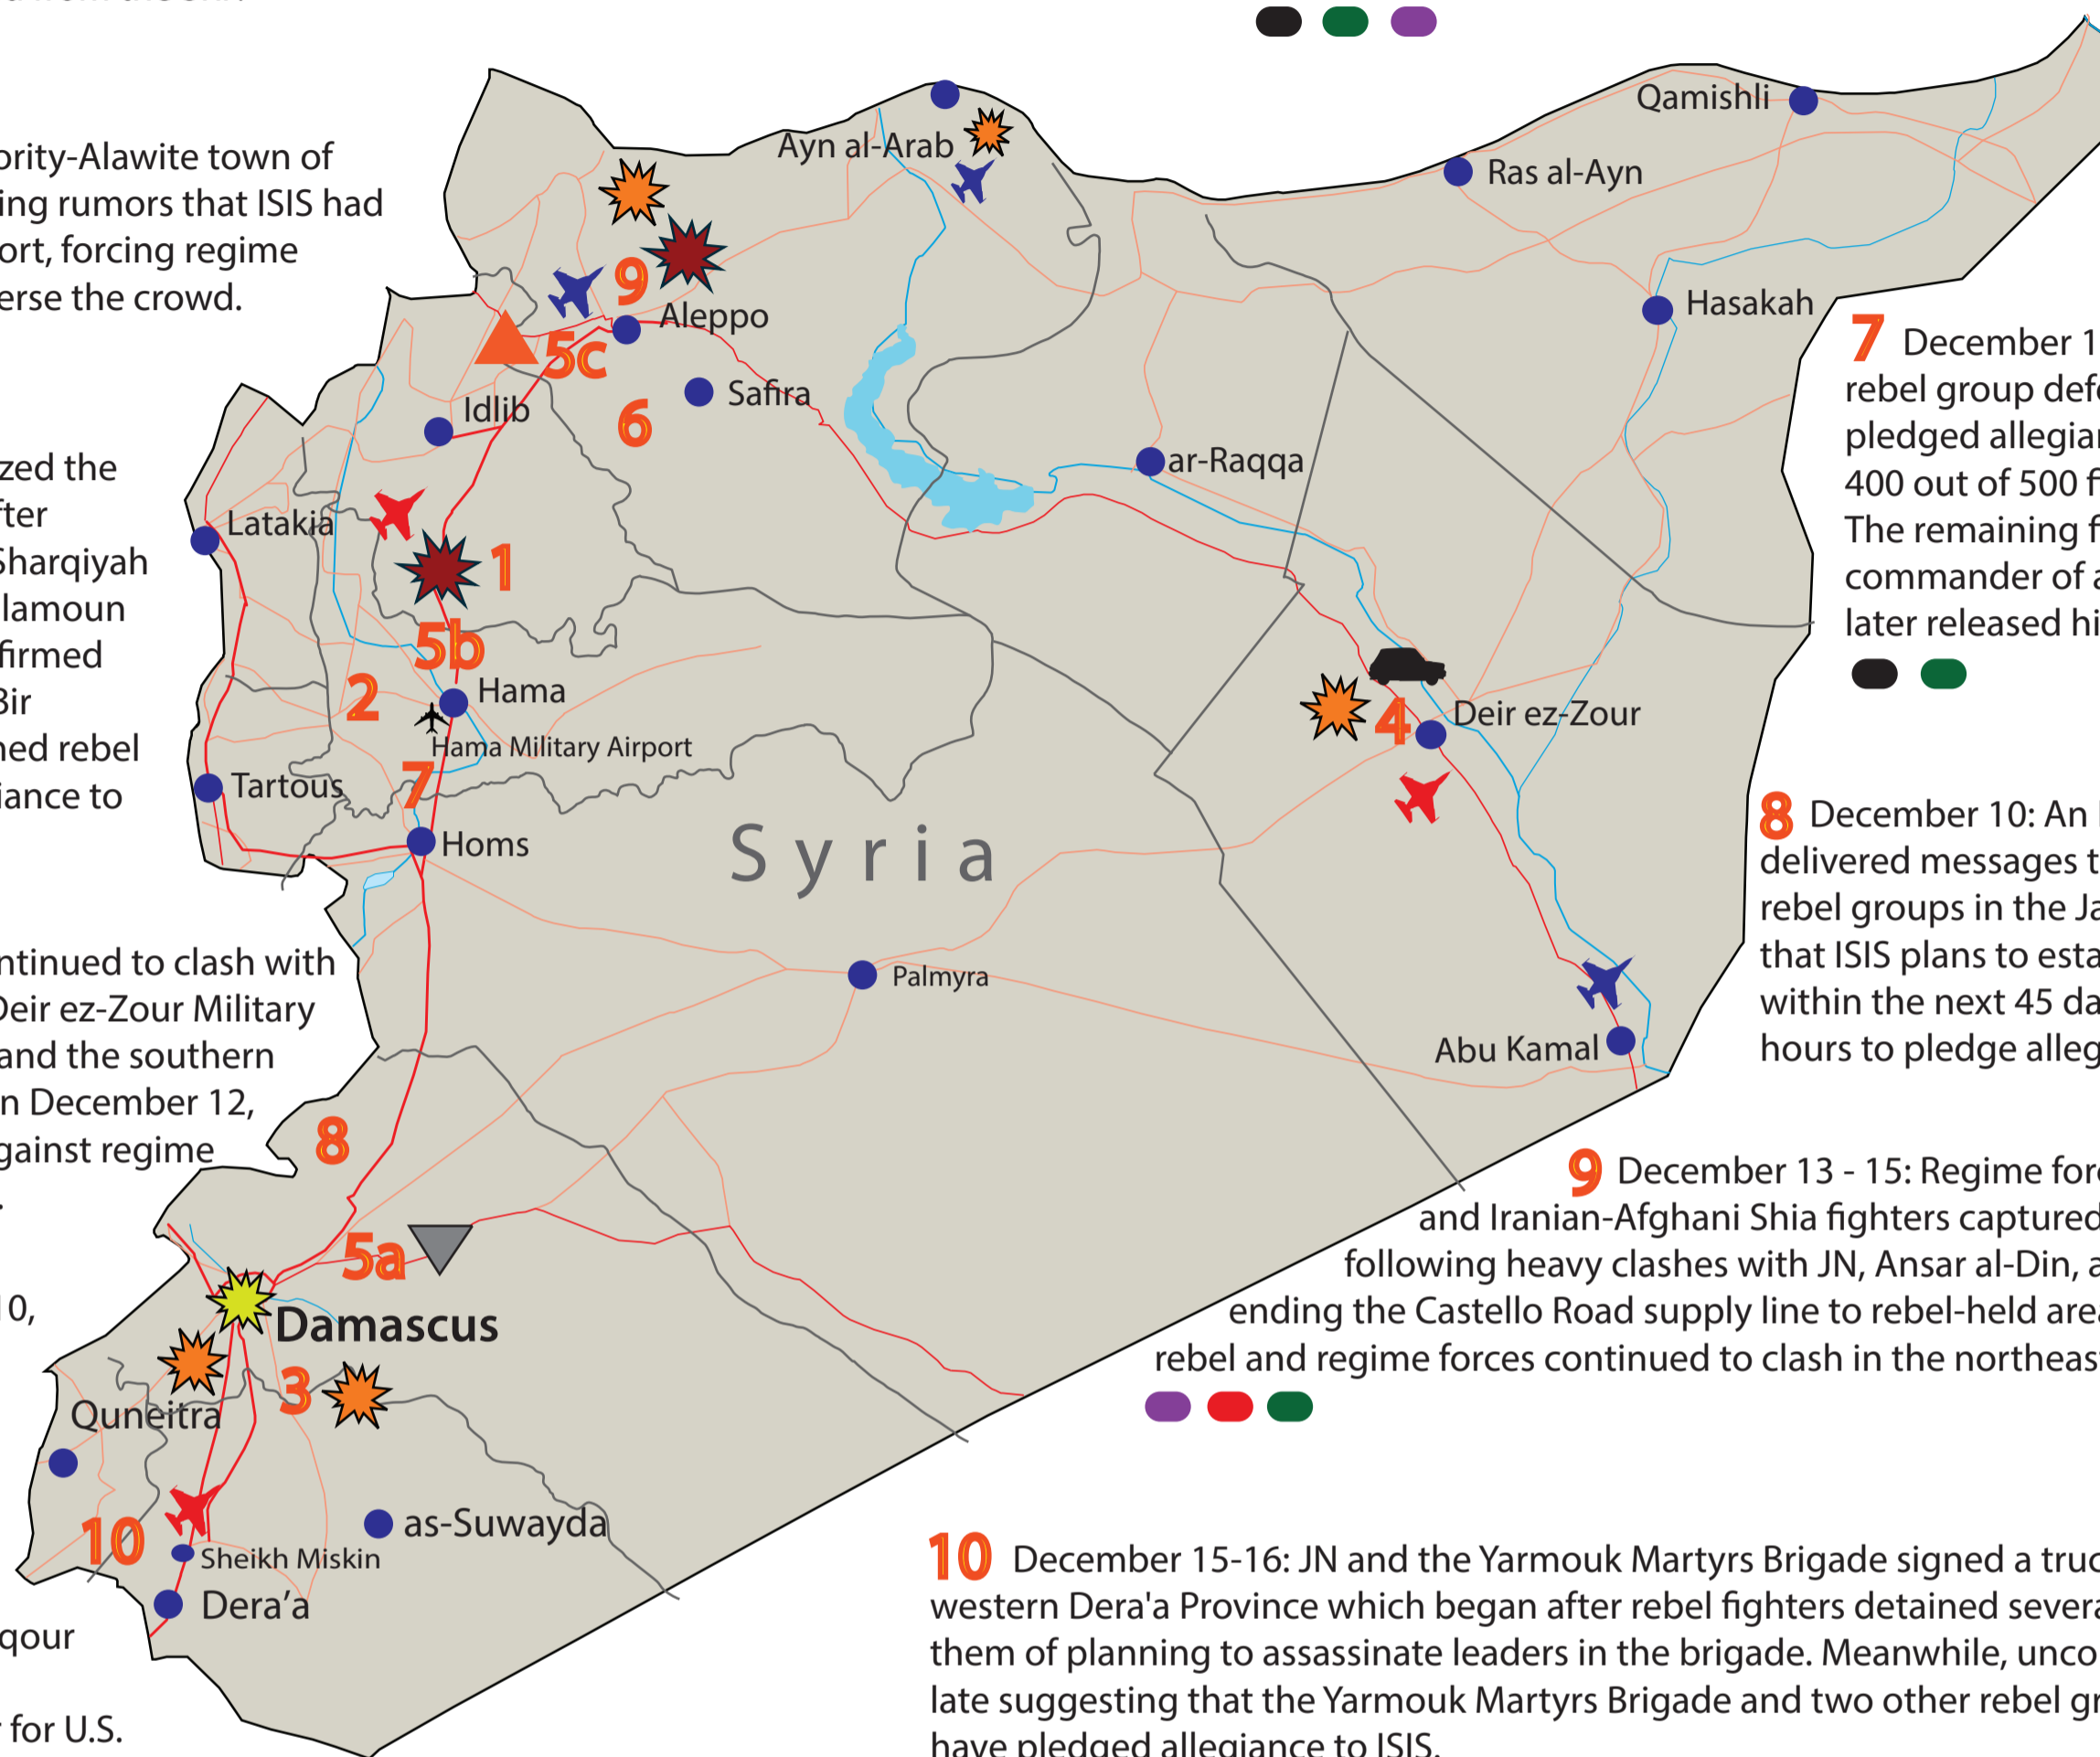 ority-Alawite town of
ing rumors that ISIS had
ort, forcing regime
erse the crowd.
zed the
fter
Sharqiyah
lamoun
firmed
Bir
ned rebel
iance to
ntinued to clash with
Deir ez-Zour Military
and the southern
n December 12,
gainst regime
.
10,
qour
for U.S.
Qamishli
Ayn al-Arab
Ras al-Ayn
9
Hasakah
Aleppo
5c
Safira
Idlib
6
ar-Raqqa
Latakia
1
5b
2
Hama
4
Deir ez-Zour
Hama Military Airport
7
Tartous
Homs
Syria
Palmyra
Abu Kamal
8
5a
Damascus
3
Quneitra
10
as-Suwayda
Sheikh Miskin
Dera’a
7 December 1
rebel group defe
pledged allegian
400 out of 500 f
The remaining f
commander of a
later released hi
8 December 10: An
delivered messages t
rebel groups in the Ja
that ISIS plans to esta
within the next 45 da
hours to pledge alleg
9 December 13 - 15: Regime forc
and Iranian-Afghani Shia fighters captured
following heavy clashes with JN, Ansar al-Din, a
ending the Castello Road supply line to rebel-held area
rebel and regime forces continued to clash in the northeas
10 December 15-16: JN and the Yarmouk Martyrs Brigade signed a truc
western Dera'a Province which began after rebel fighters detained severa
them of planning to assassinate leaders in the brigade. Meanwhile, unco
late suggesting that the Yarmouk Martyrs Brigade and two other rebel gr
have pledged allegiance to ISIS.